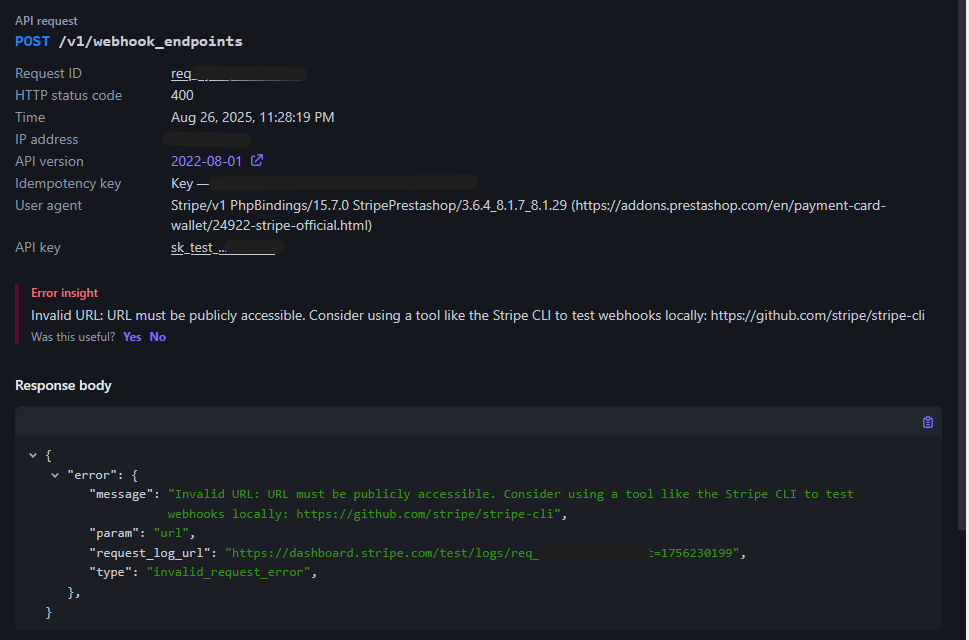 API request
POST /v1/webhook_endpoints
Request ID req_
HTTP status code 400
Time Aug 26, 2025, 11:28:19 PM
IP address
API version 2022-08-01
Idempotency key Key —
User agent Stripe/v1 PhpBindings/15.7.0 StripePrestashop/3.6.4_8.1.7_8.1.29 (https://addons.prestashop.com/en/payment-card-
wallet/24922-stripe-official.html)
API key sk_test_...
Error insight
Invalid URL: URL must be publicly accessible. Consider using a tool like the Stripe CLI to test webhooks locally: https://github.com/stripe/stripe-cli
Was this useful? Yes No
Response body
{
"error": {
"message": "Invalid URL: URL must be publicly accessible. Consider using a tool like the Stripe CLI to test
webhooks locally: https://github.com/stripe/stripe-cli",
"param": "url",
"request_log_url": "https://dashboard.stripe.com/test/logs/req_ t=1756230199",
"type": "invalid_request_error",
},
}